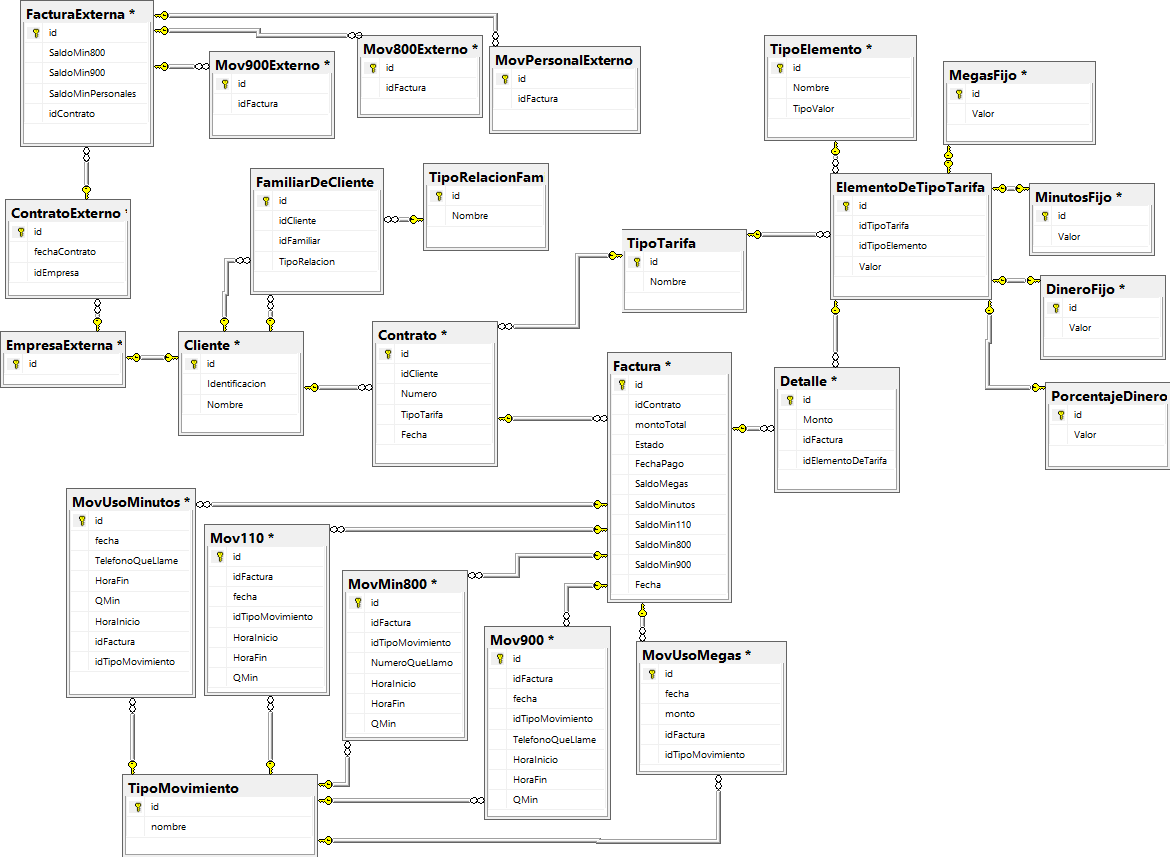 FacturaExterna *
id
SaldoMin800
SaldoMin900
SaldoMinPersonales
idContrato
Mov900Externo *
id
idFactura
Mov800Externo *
id
idFactura
MovPersonalExterno
id
idFactura
TipoElemento *
id
Nombre
TipoValor
MegasFijo *
id
Valor
ContratoExterno *
id
fechaContrato
idEmpresa
FamiliarDeCliente
id
idCliente
idFamiliar
TipoRelacion
TipoRelacionFam
id
Nombre
TipoTarifa
id
Nombre
ElementoDeTipoTarifa
id
idTipoTarifa
idTipoElemento
Valor
MinutosFijo *
id
Valor
DineroFijo *
id
Valor
EmpresaExterna *
id
Cliente *
id
Identificacion
Nombre
Contrato *
id
idCliente
Numero
TipoTarifa
Fecha
Factura *
id
idContrato
montoTotal
Estado
FechaPago
SaldoMegas
SaldoMinutos
SaldoMin110
SaldoMin800
SaldoMin900
Fecha
Detalle *
id
Monto
idFactura
idElementoDeTarifa
PorcentajeDinero
id
Valor
MovUsoMinutos *
id
fecha
TelefonoQueLlame
HoraFin
QMin
HoraInicio
idFactura
idTipoMovimiento
Mov110 *
id
idFactura
fecha
idTipoMovimiento
HoraInicio
HoraFin
QMin
MovMin800 *
id
idFactura
idTipoMovimiento
NumeroQueLlamo
HoraInicio
HoraFin
QMin
Mov900 *
id
idFactura
fecha
idTipoMovimiento
TelefonoQueLlame
HoraInicio
HoraFin
QMin
MovUsoMegas *
id
fecha
monto
idFactura
idTipoMovimiento
TipoMovimiento
id
nombre